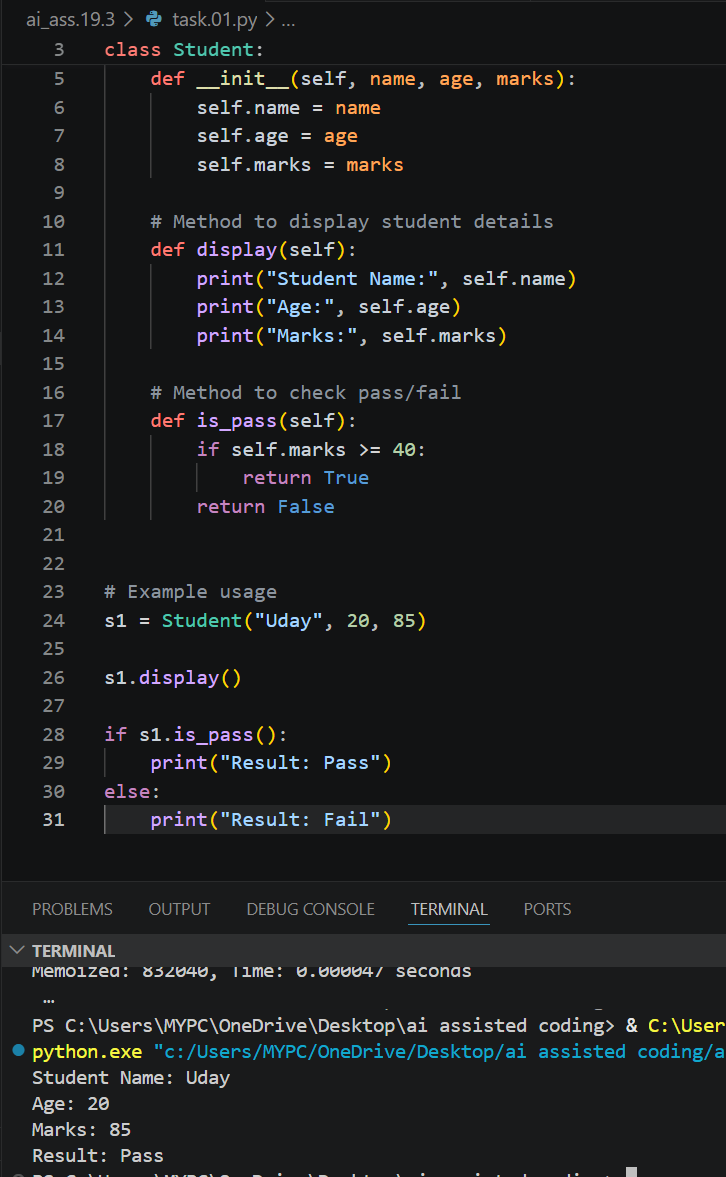 ai_ass.19.3 > task.01.py > ...
3 class Student:
5     def __init__(self, name, age, marks):
6         self.name = name
7         self.age = age
8         self.marks = marks
9
10     # Method to display student details
11     def display(self):
12         print("Student Name:", self.name)
13         print("Age:", self.age)
14         print("Marks:", self.marks)
15
16     # Method to check pass/fail
17     def is_pass(self):
18         if self.marks >= 40:
19             return True
20         return False
21
22
23 # Example usage
24 s1 = Student("Uday", 20, 85)
25
26 s1.display()
27
28 if s1.is_pass():
29     print("Result: Pass")
30 else:
31     print("Result: Fail")
PROBLEMS OUTPUT DEBUG CONSOLE TERMINAL PORTS
TERMINAL
Memoized: 832040, Time: 0.000047 seconds
…
PS C:\Users\MYPC\OneDrive\Desktop\ai assisted coding> & C:\User
python.exe "c:/Users/MYPC/OneDrive/Desktop/ai assisted coding/a
Student Name: Uday
Age: 20
Marks: 85
Result: Pass